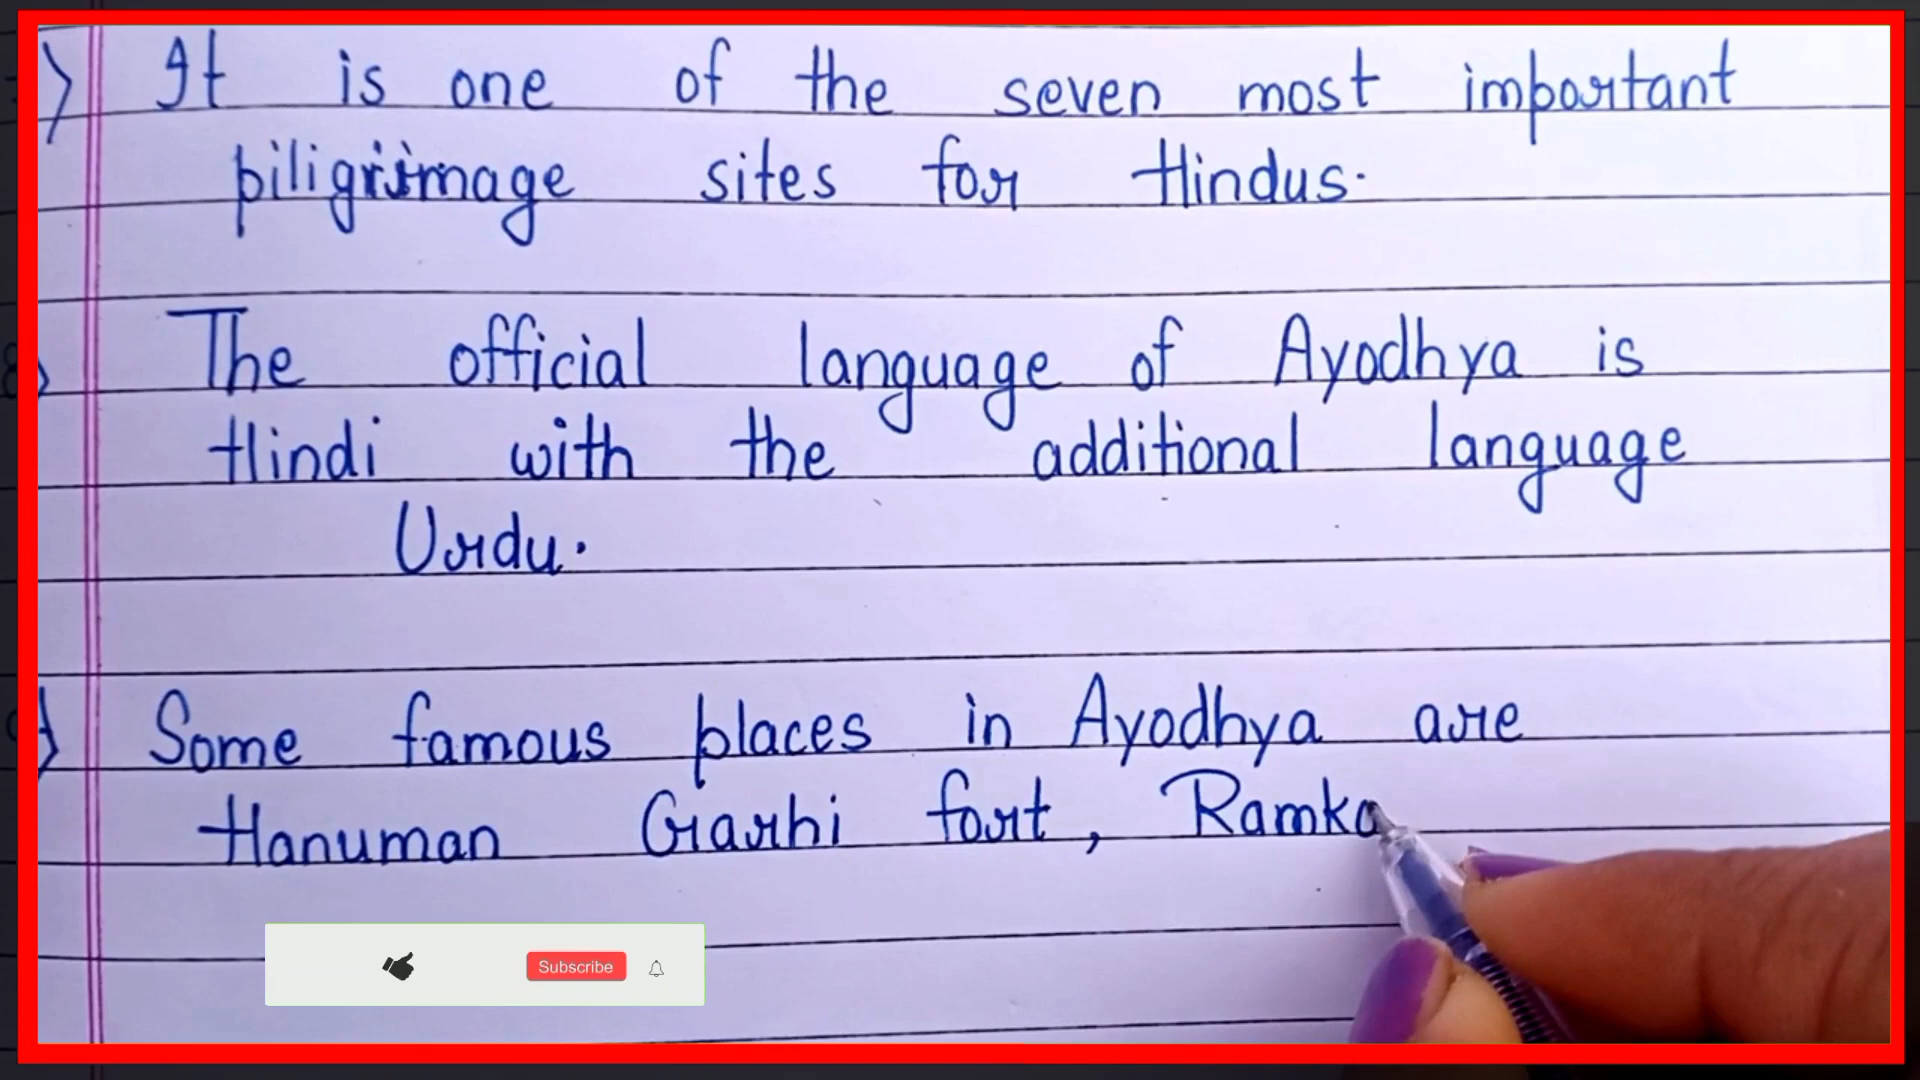 ) It is one of the seven most important
piligrimage sites for Hindus.
8) The official language of Ayodhya is
Hindi with the additional language
Urdu.
) Some famous places in Ayodhya are
Hanuman Garhi fort, Ramko
Subscribe